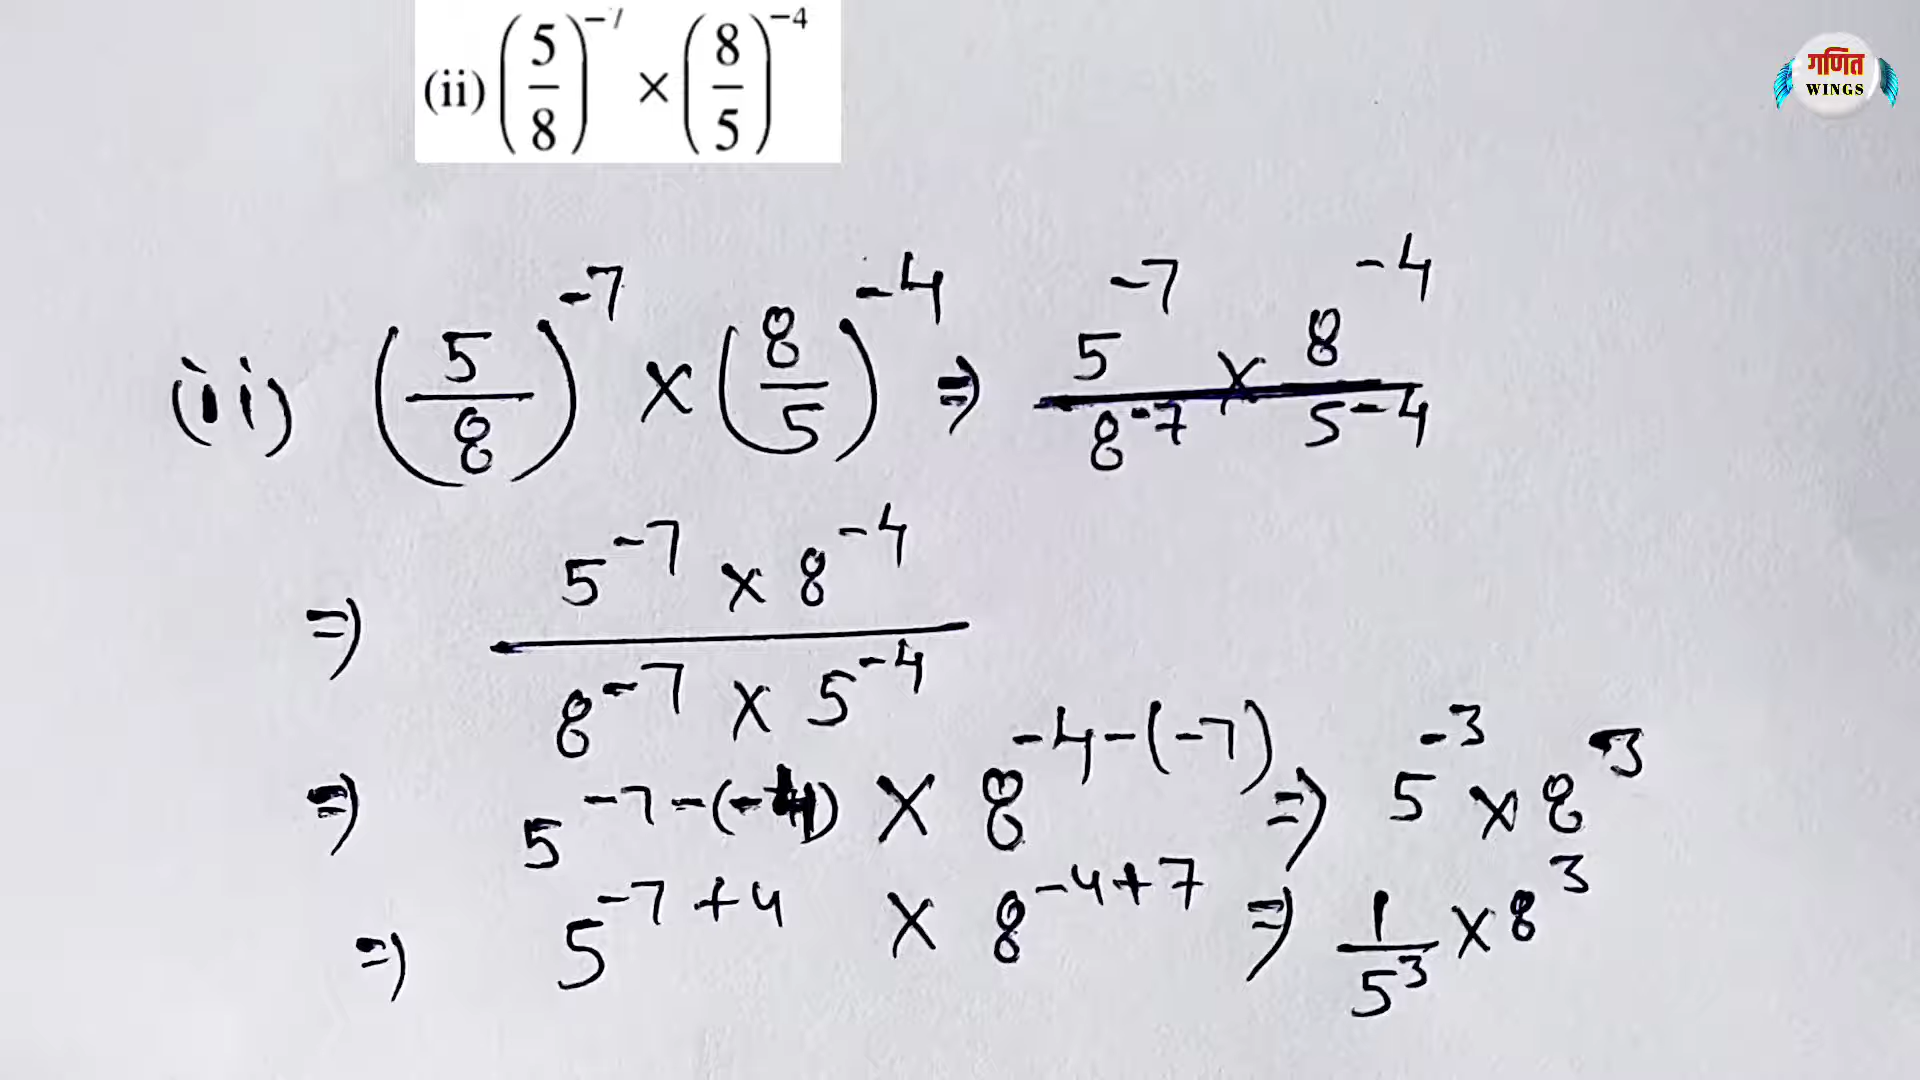 (ii) (5/8)^-7 × (8/5)^-4
गणित
WINGS
(ii) (5/8)^-7 × (8/5)^-4 ⇒ 5^-7/8^-7 × 8^-4/5^-4
⇒ 5^-7 × 8^-4 / 8^-7 × 5^-4
⇒ 5^-7-(-4) × 8^-4-(-7) ⇒ 5^-3 × 8^3
⇒ 5^-7+4 × 8^-4+7 ⇒ 1/5^3 × 8^3